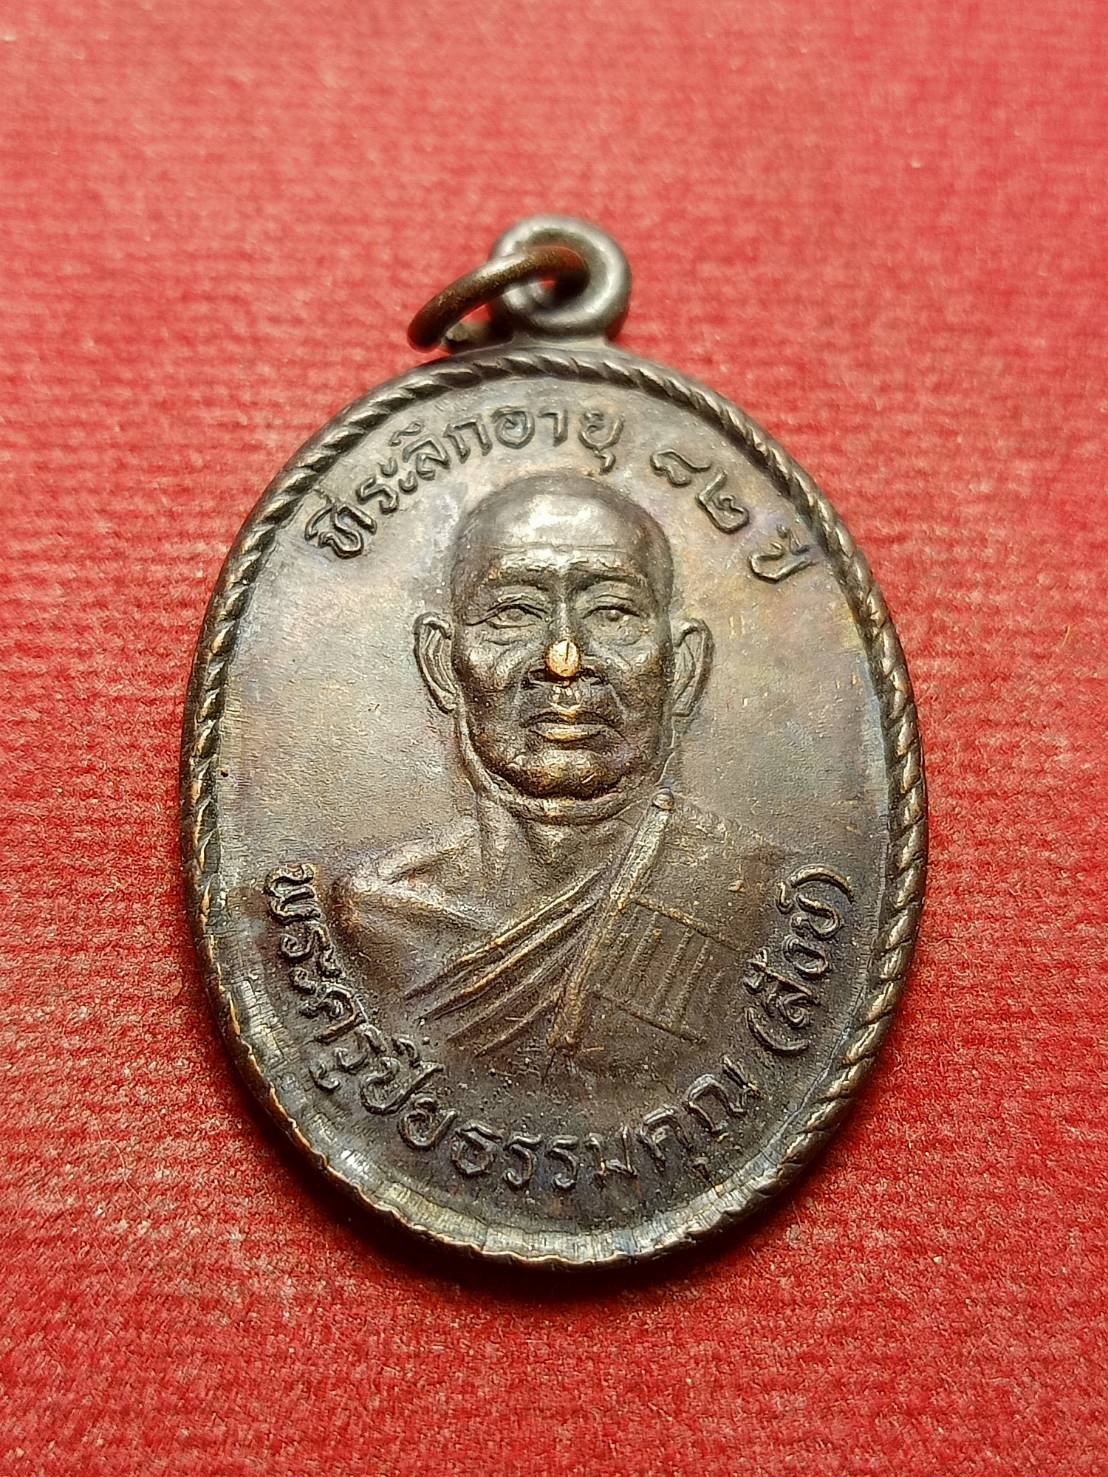 ที่ระลึกอายุ ๘๒ ปี
พระครูปัยธรรมคุณ (สังข์)